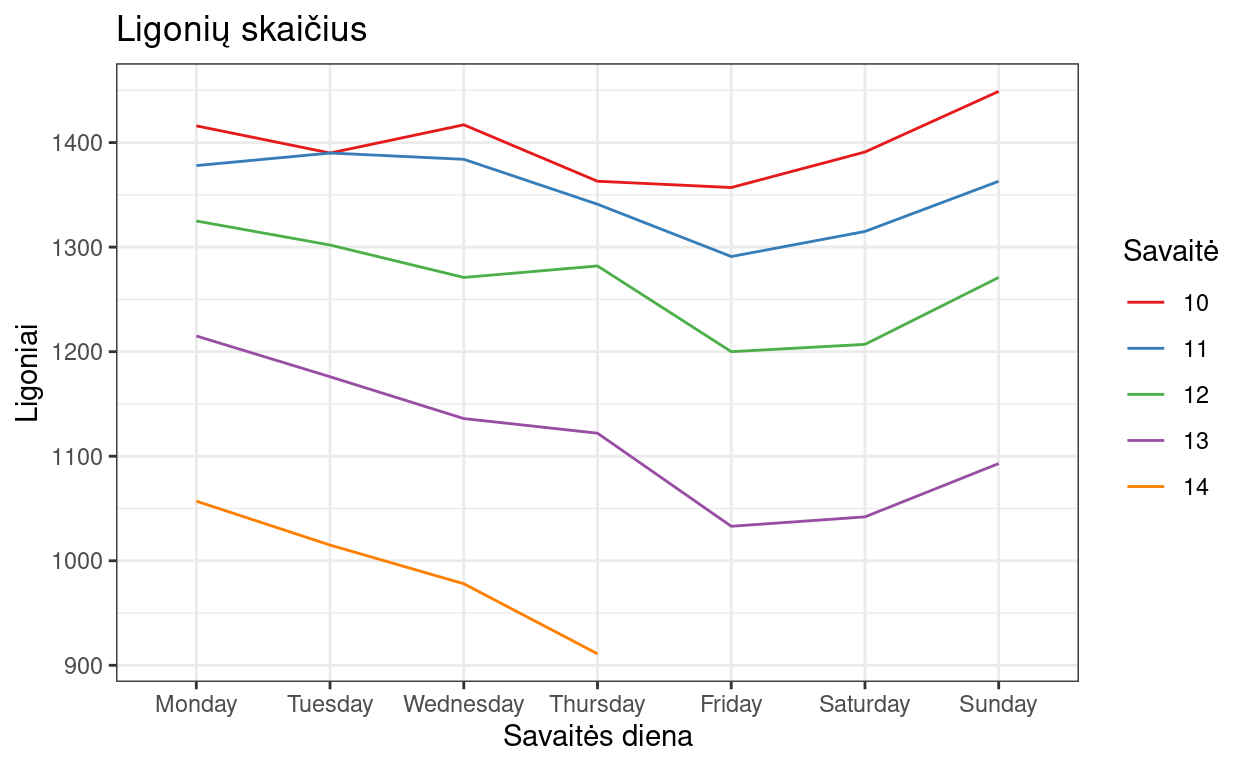 Ligonių skaičius
Ligoniai
1400
1300
1200
1100
1000
900
Monday Tuesday Wednesday Thursday Friday Saturday Sunday
Savaitės diena
Savaitė
10
11
12
13
14